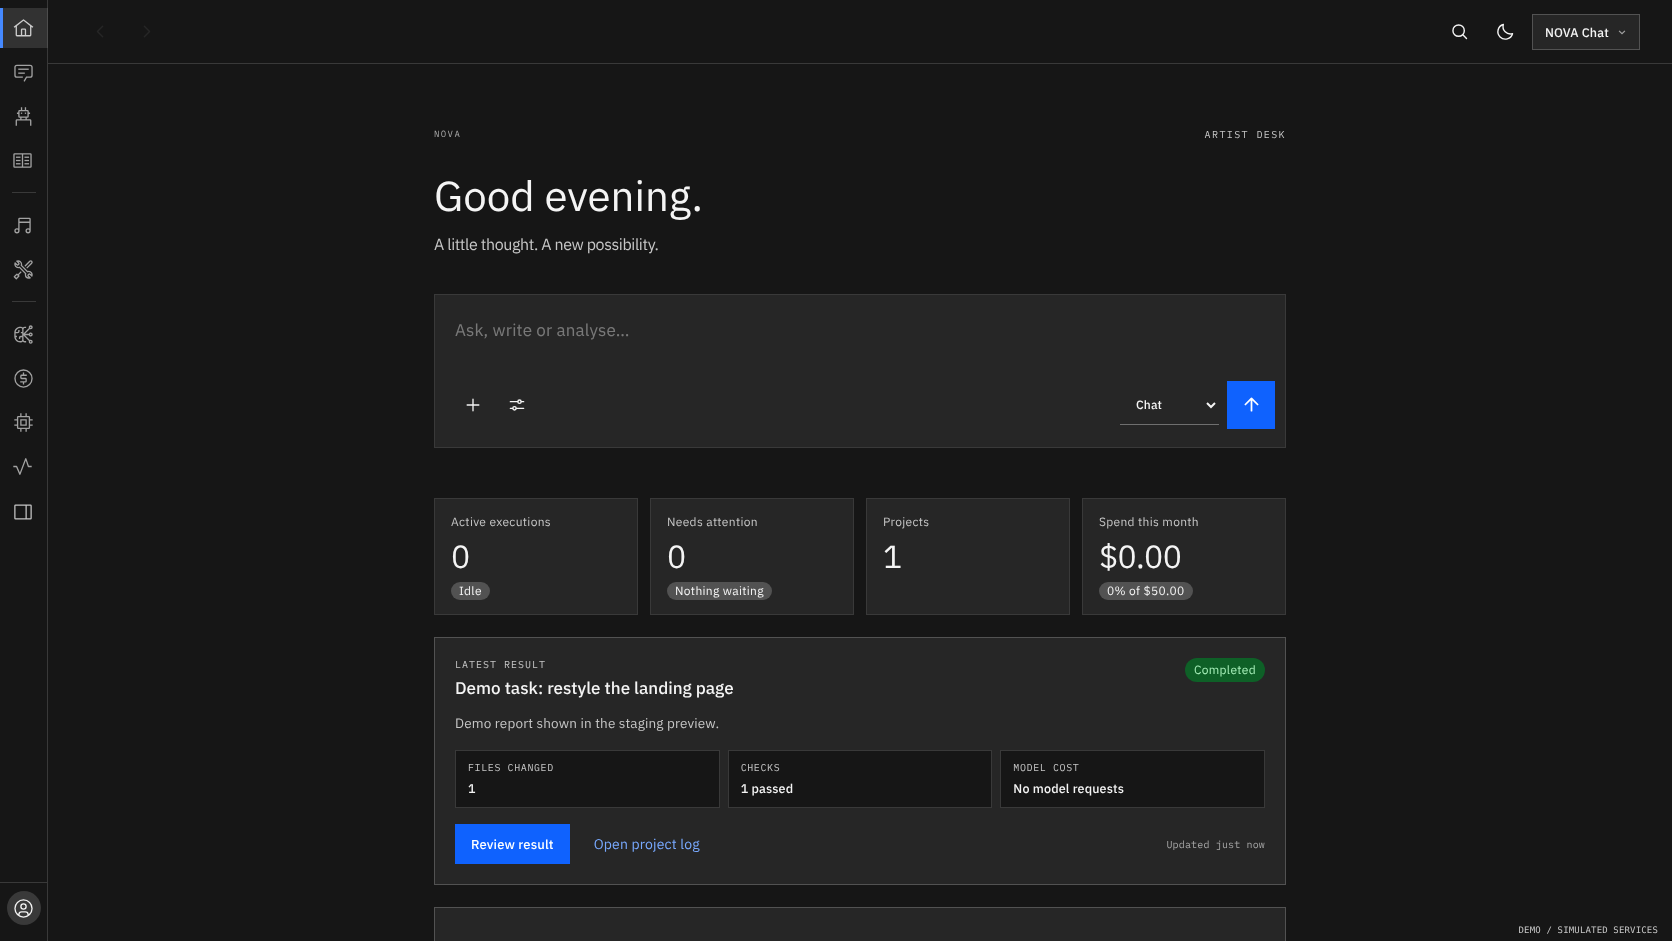 NOVA Chat
NOVA
ARTIST DESK
Good evening.
A little thought. A new possibility.
Ask, write or analyse...
Chat
Active executions
0
Idle
Needs attention
0
Nothing waiting
Projects
1
Spend this month
$0.00
0% of $50.00
LATEST RESULT
Completed
Demo task: restyle the landing page
Demo report shown in the staging preview.
FILES CHANGED
1
CHECKS
1 passed
MODEL COST
No model requests
Review result
Open project log
Updated just now
DEMO / SIMULATED SERVICES